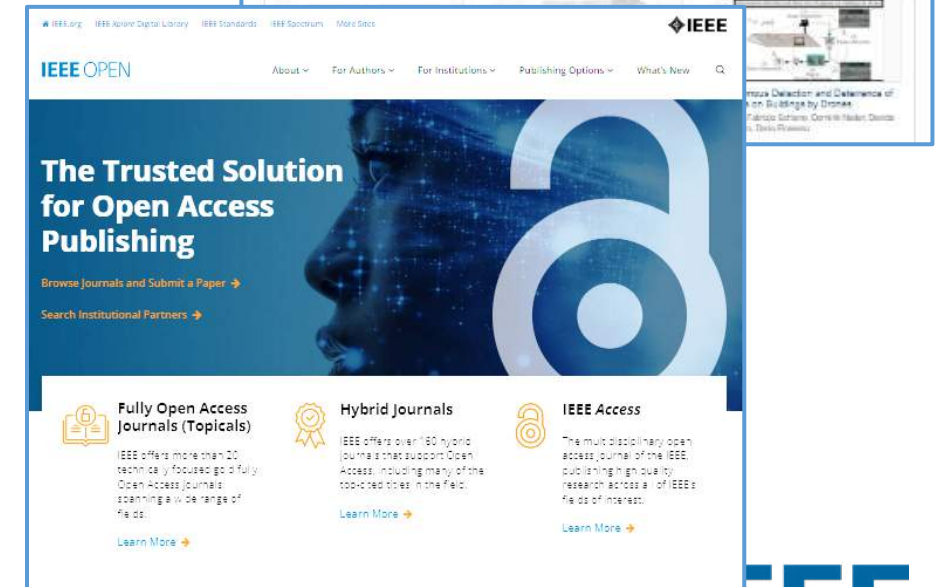 IEEE.org IEEE Xplore Digital Library IEEE Standards IEEE Spectrum More Sites
IEEE
IEEE OPEN
About For Authors For Institutions Publishing Options What's New
Detection and Deterrence of
on Buildings by Drones
The Trusted Solution
for Open Access
Publishing
Browse Journals and Submit a Paper →
Search Institutional Partners →
Fully Open Access
Journals (Topicals)
IEEE offers more than 20
technically focused gold fully
Open Access journals
spanning a wide range of
fields.
Learn More →
Hybrid Journals
IEEE offers over 160 hybrid
journals that support Open
Access, including many of the
top-cited titles in the field.
Learn More →
IEEE Access
The multidisciplinary open
access journal of the IEEE,
publishing high quality
research across all of IEEE's
fields of interest.
Learn More →